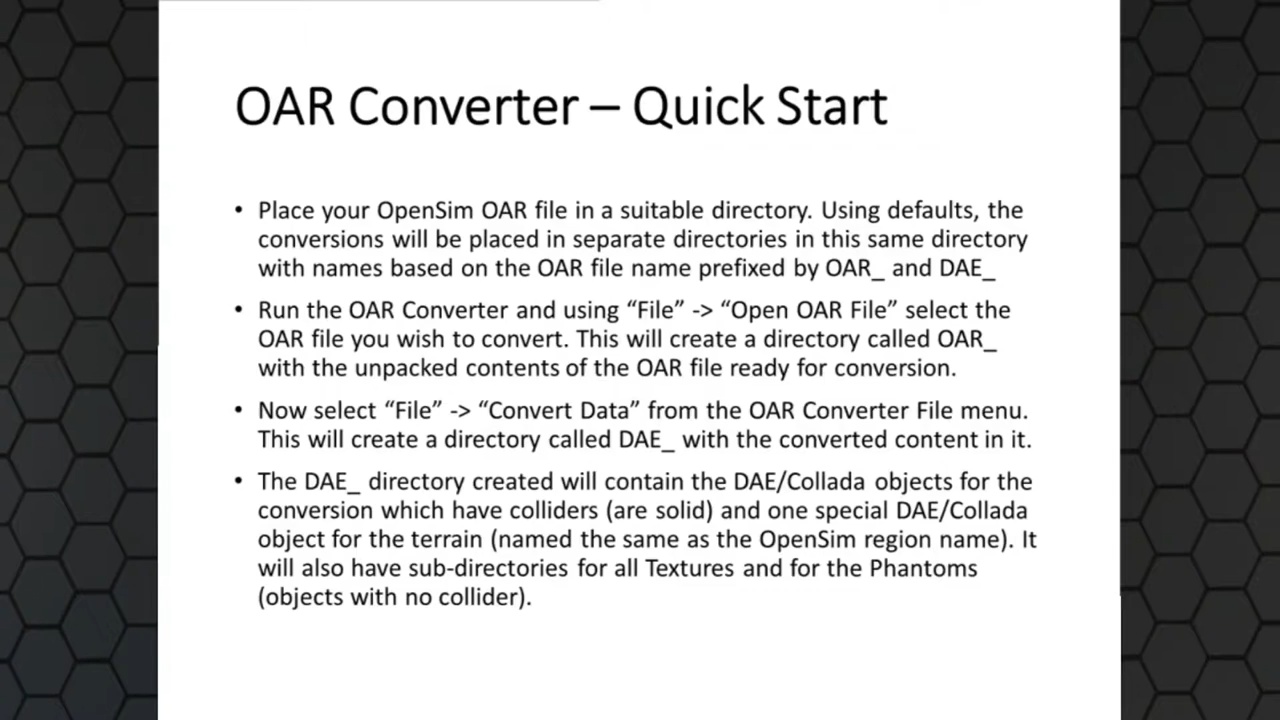 OAR Converter – Quick Start
• Place your OpenSim OAR file in a suitable directory. Using defaults, the
conversions will be placed in separate directories in this same directory
with names based on the OAR file name prefixed by OAR_ and DAE_
• Run the OAR Converter and using “File” -> “Open OAR File” select the
OAR file you wish to convert. This will create a directory called OAR_
with the unpacked contents of the OAR file ready for conversion.
• Now select “File” -> “Convert Data” from the OAR Converter File menu.
This will create a directory called DAE_ with the converted content in it.
• The DAE_ directory created will contain the DAE/Collada objects for the
conversion which have colliders (are solid) and one special DAE/Collada
object for the terrain (named the same as the OpenSim region name). It
will also have sub-directories for all Textures and for the Phantoms
(objects with no collider).